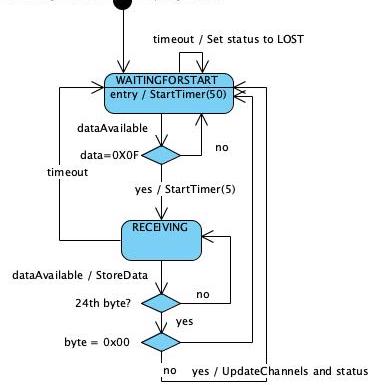 timeout / Set status to LOST
WAITINGFORSTART
entry / StartTimer(50)
dataAvailable
data=0X0F
no
timeout
yes / StartTimer(5)
RECEIVING
dataAvailable / StoreData
24th byte?
no
yes
byte = 0x00
no
yes / UpdateChannels and status